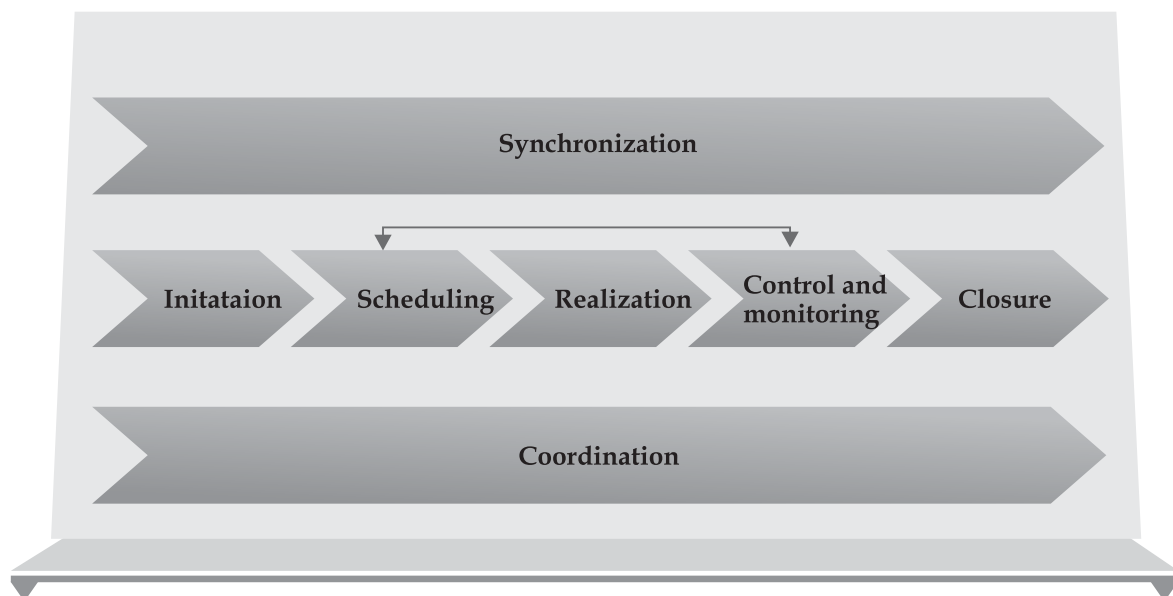 Synchronization
Initataion
Scheduling
Realization
Control and
monitoring
Closure
Coordination